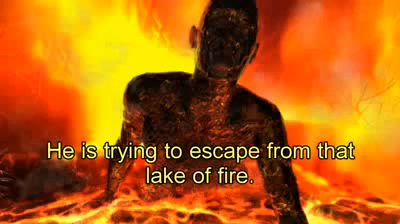 He is trying to escape from that
lake of fire.